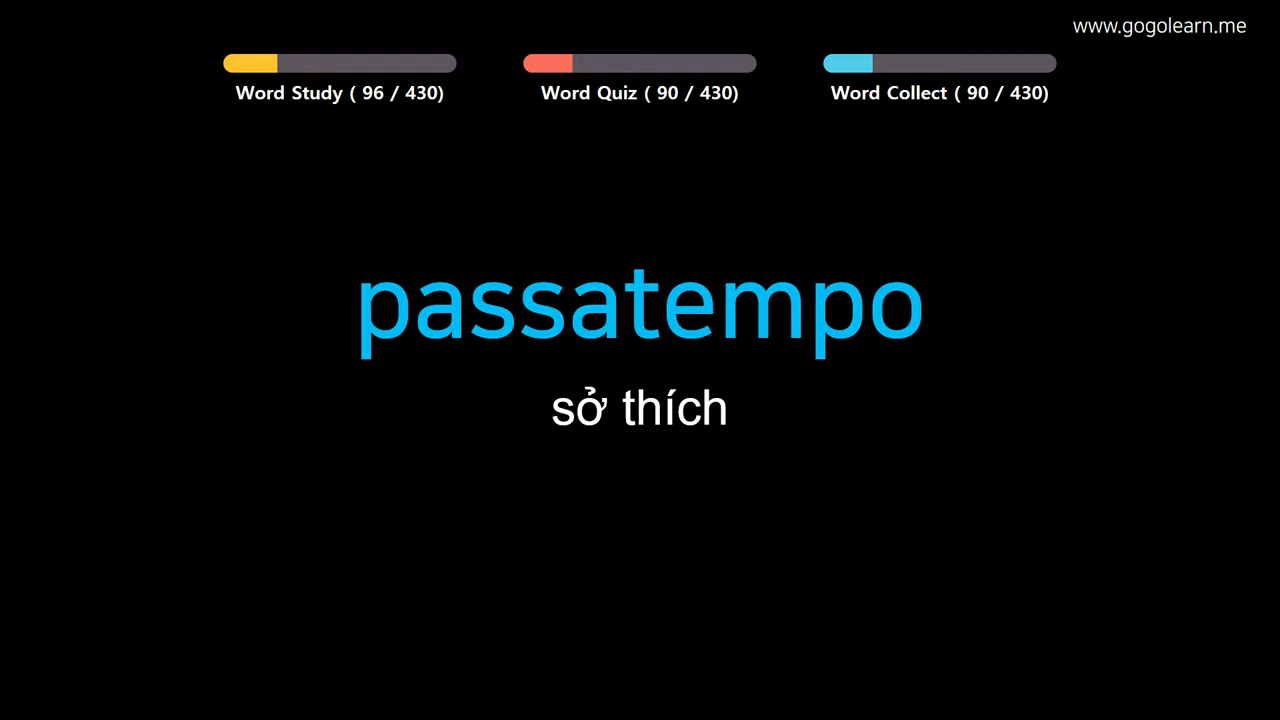 www.gogolearn.me
Word Study ( 96 / 430)
Word Quiz ( 90 / 430)
Word Collect ( 90 / 430)
passatempo
sở thích